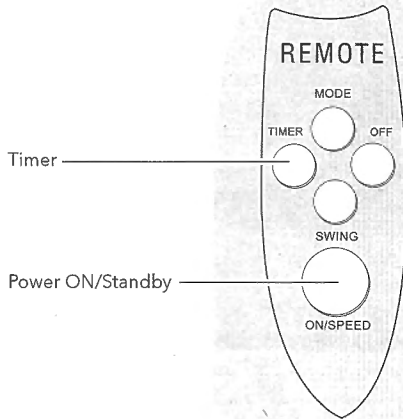 REMOTE
MODE
TIMER
OFF
Timer
SWING
Power ON/Standby
ON/SPEED